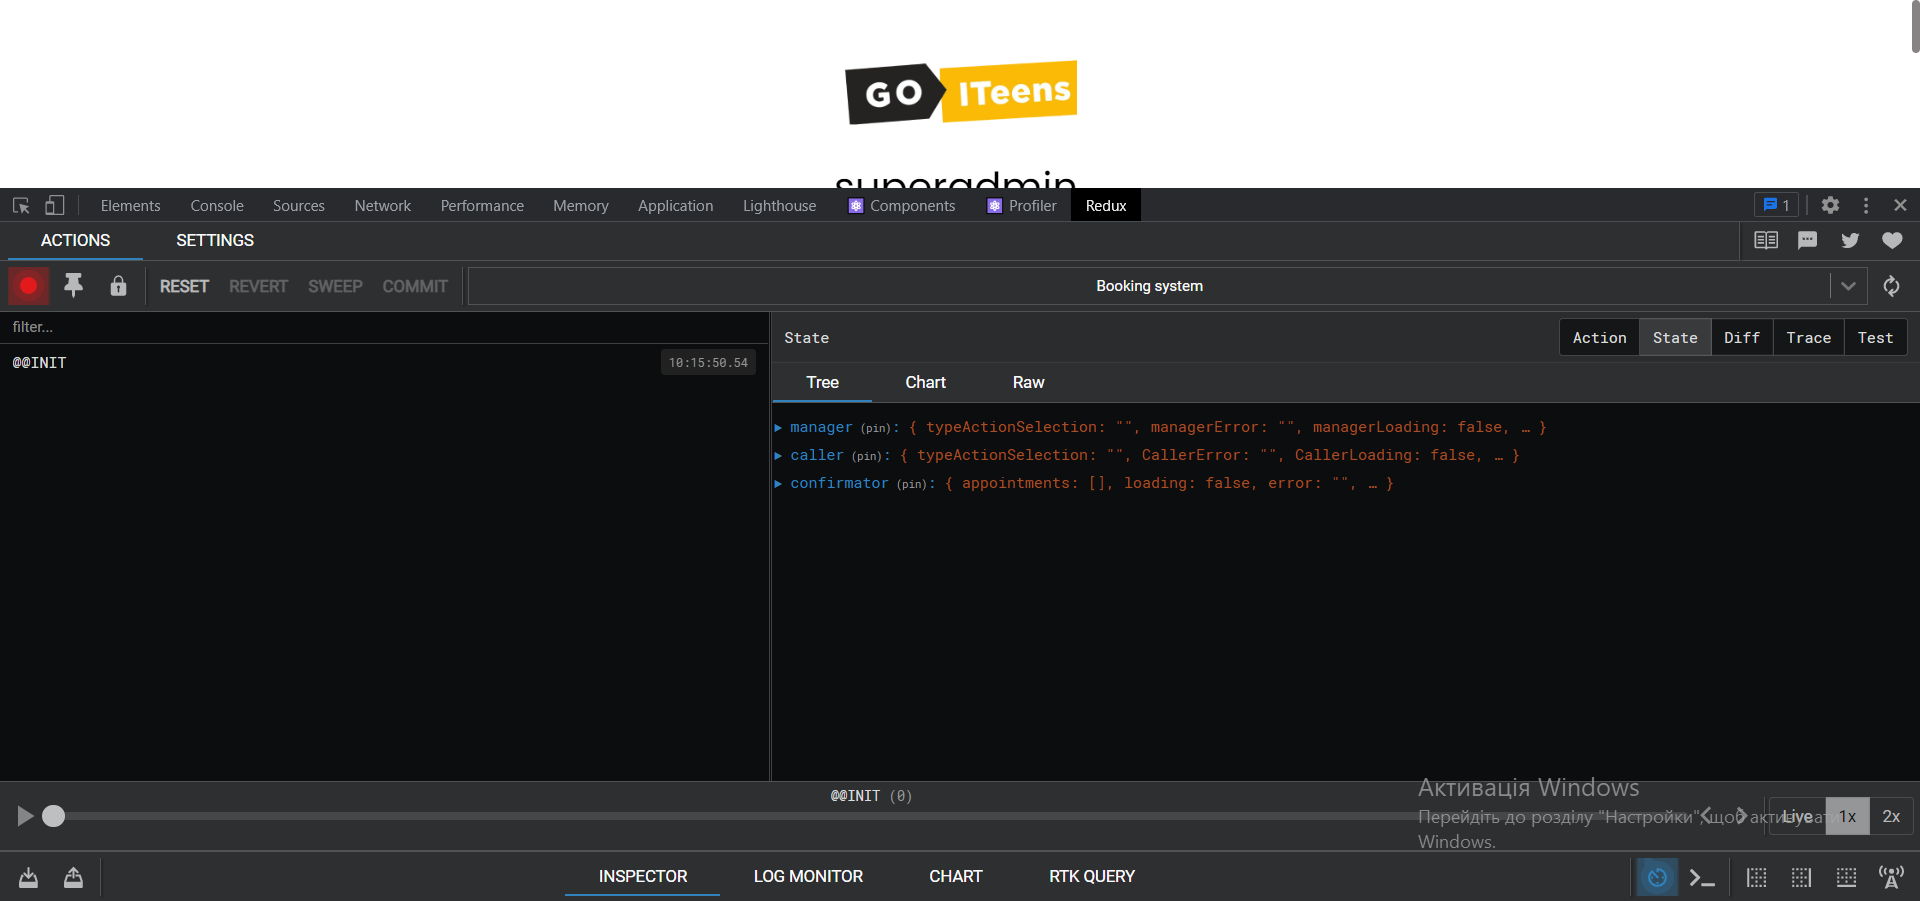 GO ITeens
superadmin
Elements Console Sources Network Performance Memory Application Lighthouse Components Profiler Redux 1
ACTIONS SETTINGS
RESET REVERT SWEEP COMMIT Booking system
filter...
@@INIT 10:15:50.54
State Action State Diff Trace Test
Tree Chart Raw
manager (pin): { typeActionSelection: "", managerError: "", managerLoading: false, … }
caller (pin): { typeActionSelection: "", CallerError: "", CallerLoading: false, … }
confirmator (pin): { appointments: [], loading: false, error: "", … }
@@INIT (0)
Live 1x 2x
Активація Windows
Перейдіть до розділу "Настройки", щоб активувати
Windows.
INSPECTOR LOG MONITOR CHART RTK QUERY